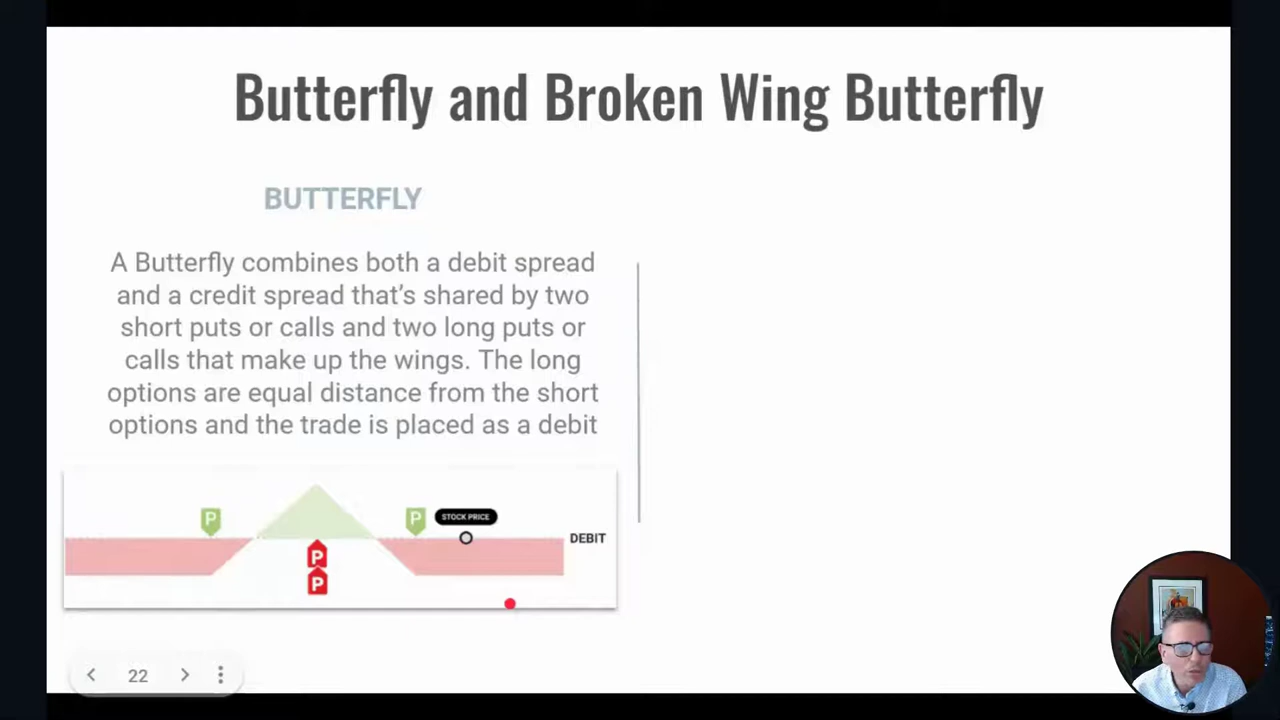 Butterfly and Broken Wing Butterfly
BUTTERFLY
A Butterfly combines both a debit spread
and a credit spread that's shared by two
short puts or calls and two long puts or
calls that make up the wings. The long
options are equal distance from the short
options and the trade is placed as a debit
P
P
STOCK PRICE
DEBIT
P
P
22